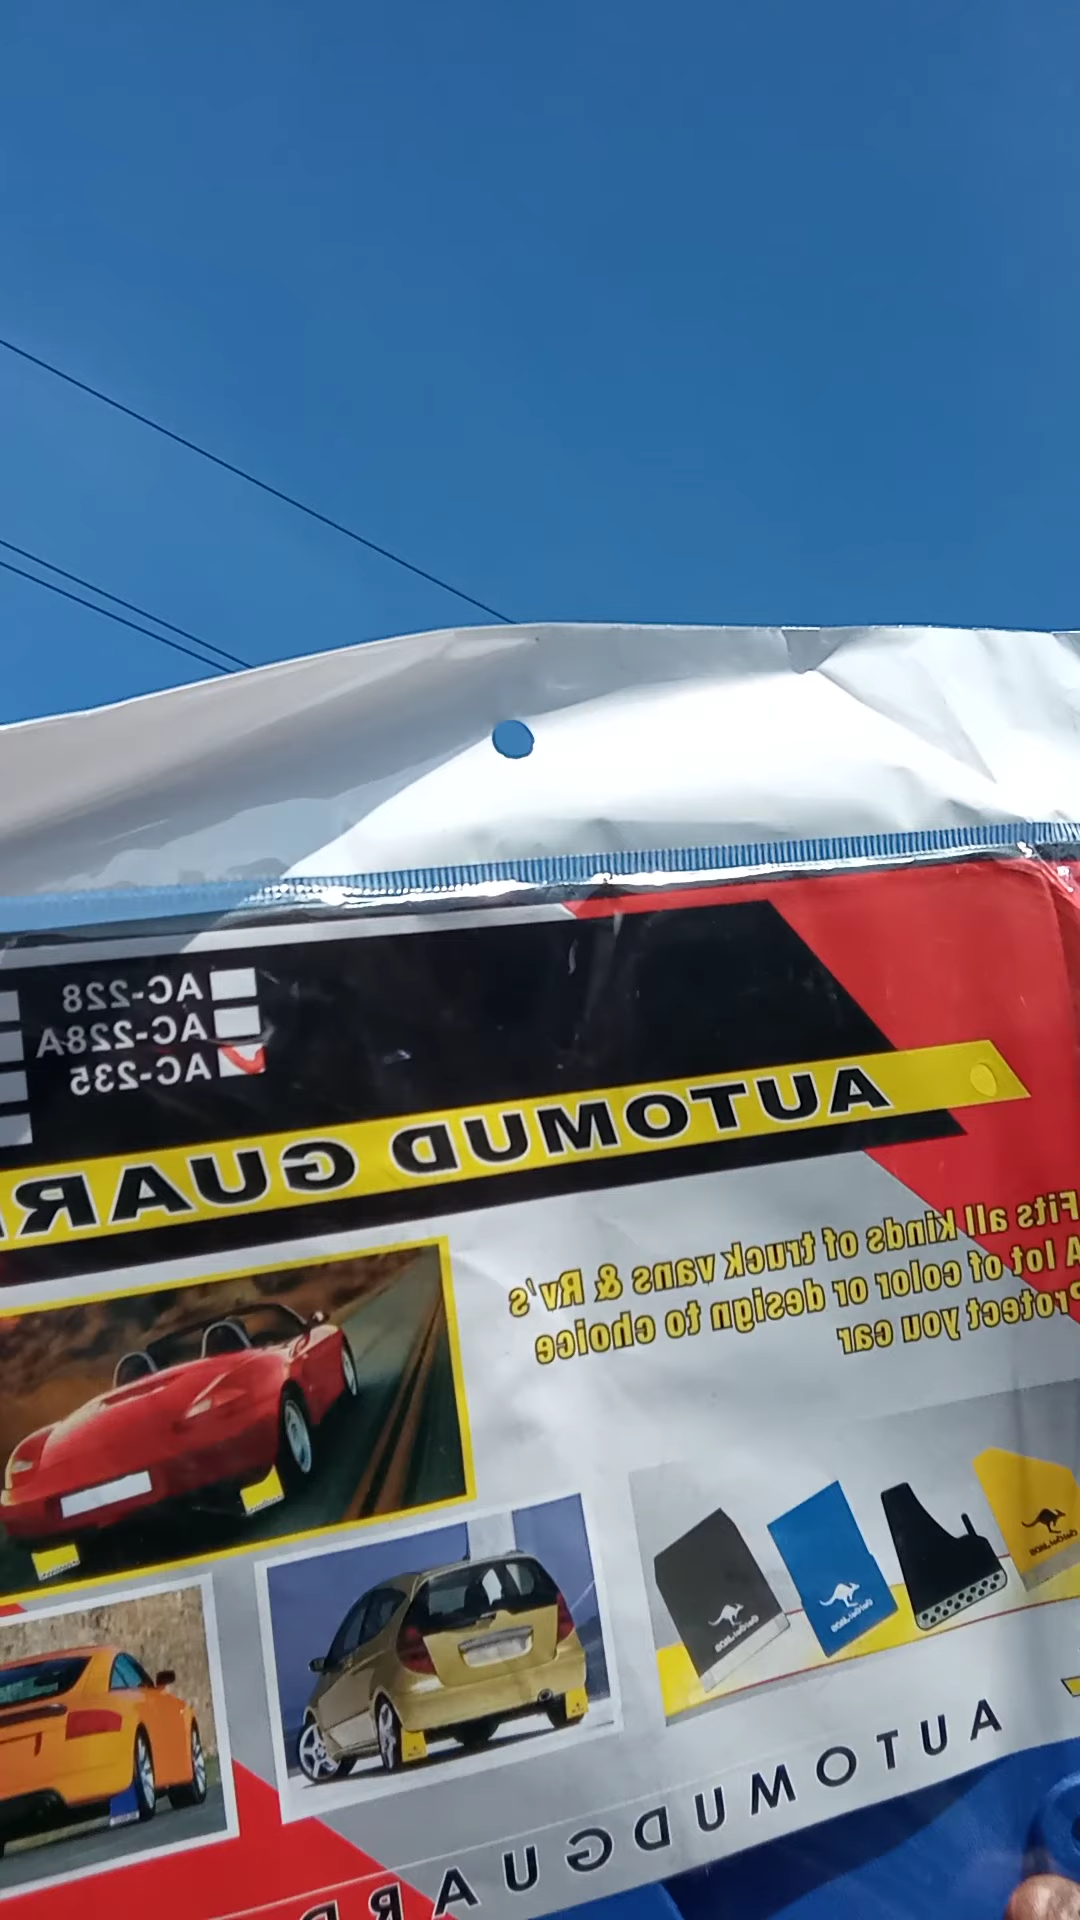 AC-228
AC-228A
AC-235
AUTOMUD GUAR
Fits all kinds of truck vans & Rv's
A lot of color or design to choice
Protect you car
AUTOMUDGUARD